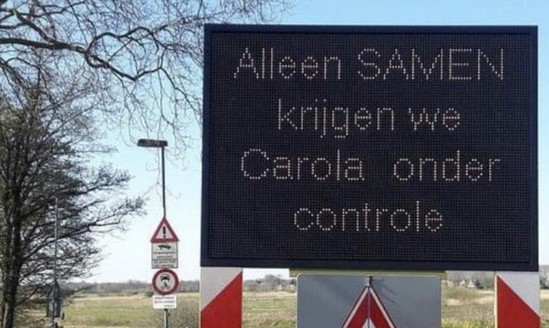 Alleen SAMEN
krijgen we
Carola onder
controle